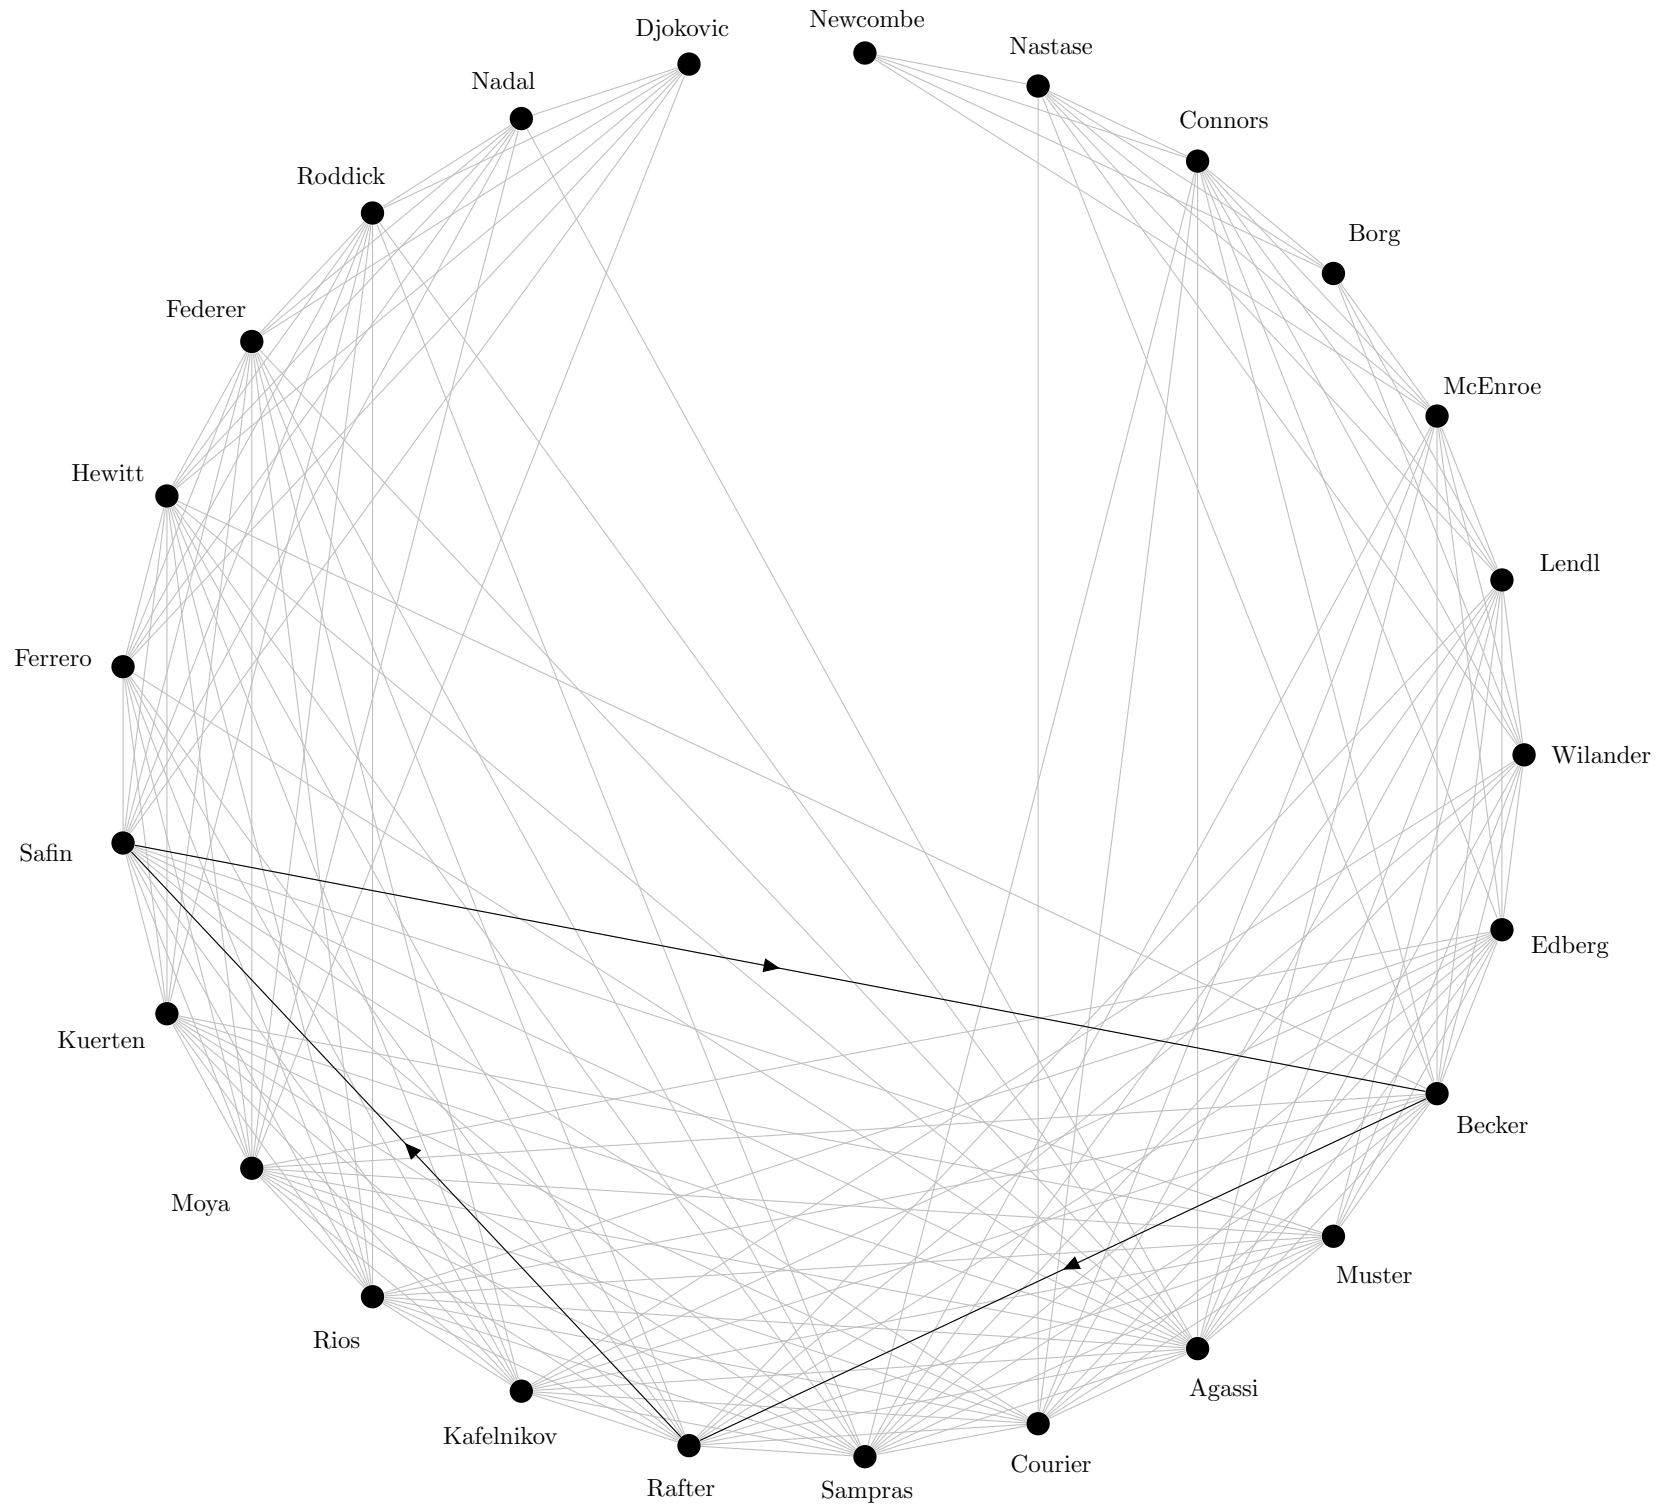 Newcombe
Djokovic
Nastase
Nadal
Connors
Roddick
Borg
Federer
McEnroe
Hewitt
Lendl
Ferrero
Wilander
Safin
Edberg
Kuerten
Becker
Moya
Muster
Rios
Agassi
Kafelnikov
Courier
Rafter
Sampras